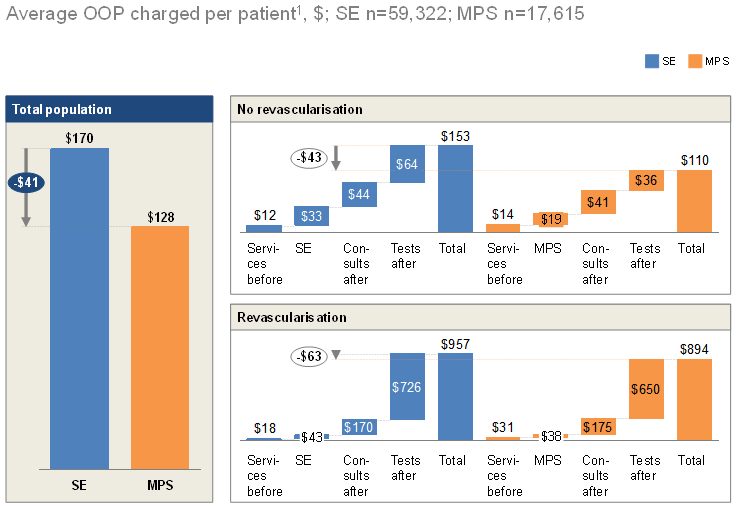 Average OOP charged per patient¹, $; SE n=59,322; MPS n=17,615
SE MPS
Total population
$170
-$41
$128
SE MPS
No revascularisation
$153
-$43
$64
$110
$44
$36
$41
$12 $33 $14 $19
Servi- SE Con- Tests Total Servi- MPS Con- Tests Total
ces sults after ces sults after
before after before after
Revascularisation
$957
-$63
$894
$726
$650
$18 $43 $170 $31 $38 $175
Servi- SE Con- Tests Total Servi- MPS Con- Tests Total
ces sults after ces sults after
before after before after